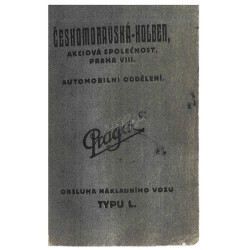 ČESKOMORAVSKÁ-KOLBEN,
AKCIOVÁ SPOLEČNOST,
PRAHA VIII.
AUTOMOBILNÍ ODDĚLENÍ.
Praga
OBSLUHA NÁKLADNÍHO VOZU
TYPU L.